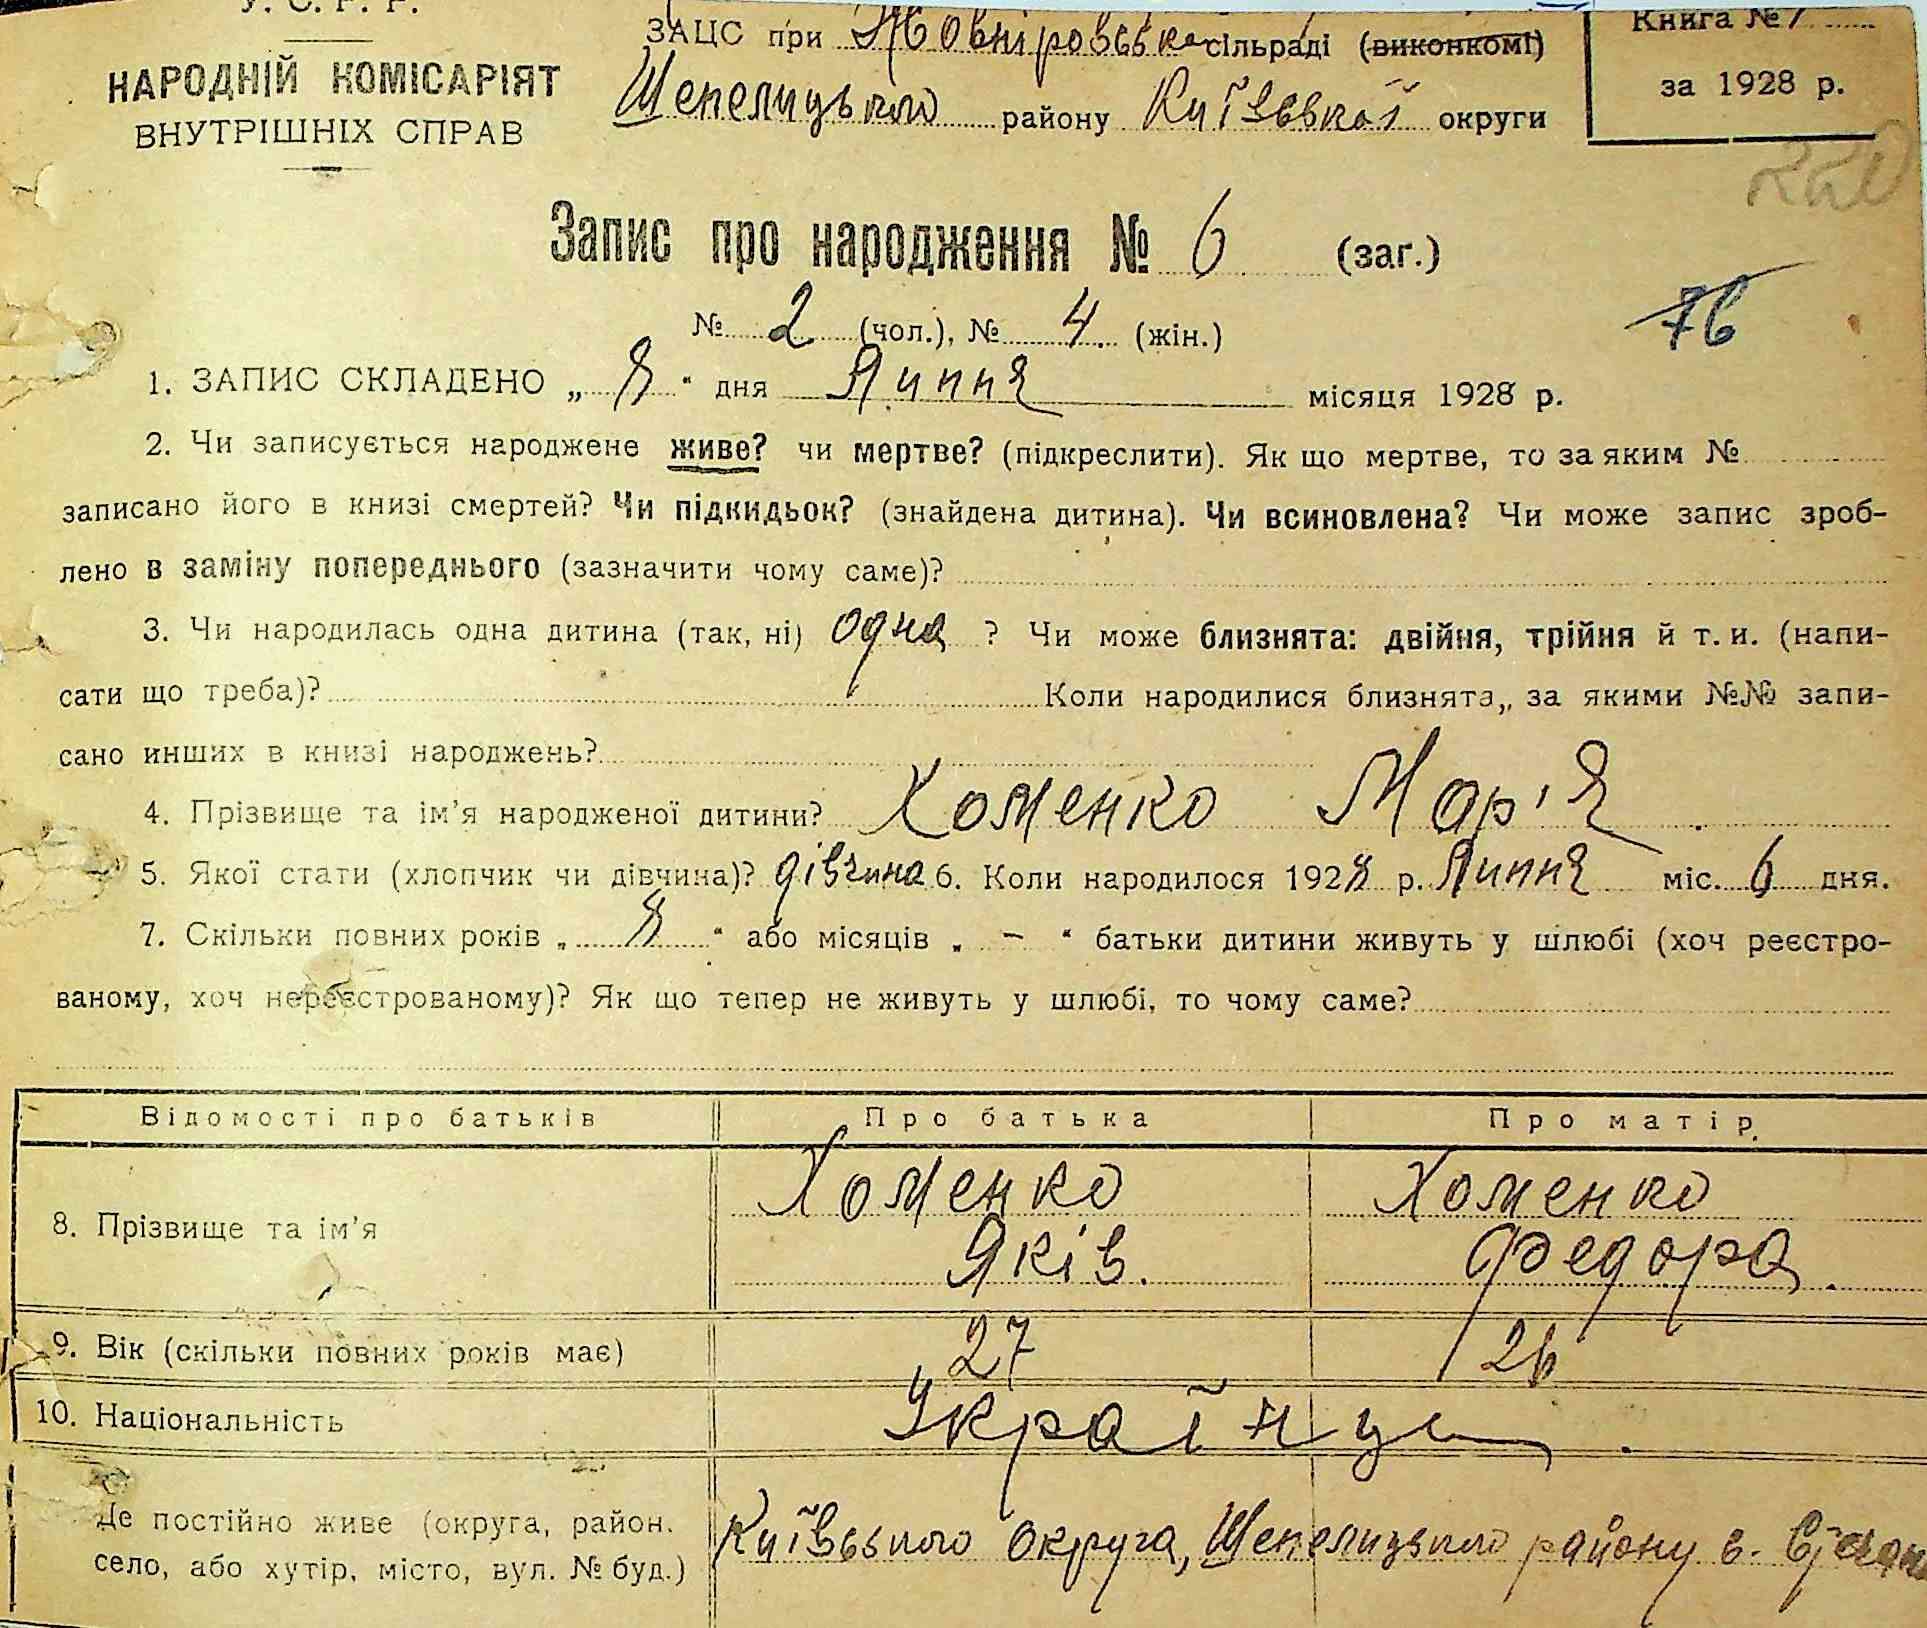 У. С. Р. Р.
НАРОДНІЙ КОМІСАРІЯТ
ВНУТРІШНІХ СПРАВ
ЗАЦС при Жовніровській сільраді (виконкомі)
Шепелицького району Київської округи
Книга № 1
за 1928 р.
Запис про народження № 6 (заг.)
76
№ 2 (чол.), № 4 (жін.)
1. ЗАПИС СКЛАДЕНО „ 8 “ дня Липня місяця 1928 р.
2. Чи записується народжене живе? чи мертве? (підкреслити). Як що мертве, то за яким №
записано його в книзі смертей? Чи підкидьок? (знайдена дитина). Чи всиновлена? Чи може запис зроб-
лено в заміну попереднього (зазначити чому саме)?
3. Чи народилась одна дитина (так, ні) одна ? Чи може близнята: двійня, трійня й т. и. (напи-
сати що треба)? Коли народилися близнята, за якими №№ запи-
сано инших в книзі народжень?
4. Прізвище та ім’я народженої дитини? Хоменко Мар'я
5. Якої стати (хлопчик чи дівчина)? дівчина 6. Коли народилося 1928 р. Липня міс. 6 дня.
7. Скільки повних років „ 8 “ або місяців „ – “ батьки дитини живуть у шлюбі (хоч реєстро-
ваному, хоч нереєстрованому)? Як що тепер не живуть у шлюбі, то чому саме?
Відомості про батьків Про батька Про матір
8. Прізвище та ім’я Хоменко Хоменко
Яків. Федора.
9. Вік (скільки повних років має) 27 26
10. Національність Українці.
Де постійно живе (округа, район,
село, або хутір, місто, вул. № буд.) Київського округа, Шепелицького району с.